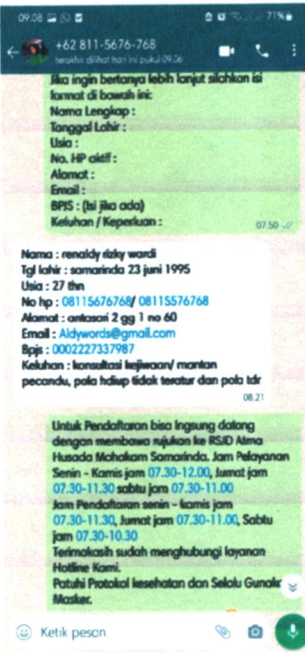 09.08
71%
+62 811-5676-768
terakhir dilihat hari ini pukul 09.06
Jika ingin bertanya lebih lanjut silahkan isi
format di bawah ini:
Nama Lengkap :
Tanggal Lahir :
Usia :
No. HP aktif :
Alamat :
Email :
BPJS : (Isi jika ada)
Keluhan / Keperluan :
07.50
Nama : renaldy rizky wardi
Tgl lahir : samarinda 23 juni 1995
Usia : 27 thn
No hp : 08115676768/ 08115576768
Alamat : antasari 2 gg 1 no 60
Email : Aldywords@gmail.com
Bpjs : 0002227337987
Keluhan : konsultasi kejiwaan/ mantan
pecandu, pola hdiup tidak teratur dan pola tdr
08.21
Untuk Pendaftaran bisa lngsung datang
dengan membawa rujukan ke RSJD Atma
Husada Mahakam Samarinda. Jam Pelayanan
Senin - Kamis jam 07.30-12.00, Jumat jam
07.30-11.30 sabtu jam 07.30-11.00
Jam Pendaftaran senin - kamis jam
07.30-11.30, Jumat jam 07.30-11.00, Sabtu
jam 07.30-10.30
Terimakasih sudah menghubungi layanan
Hotline Kami.
Patuhi Protokol kesehatan dan Selalu
Masker.
Ketik pesan